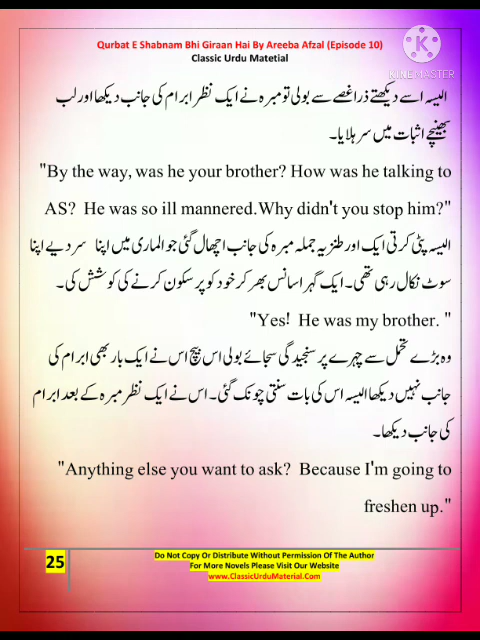 Qurbat E Shabnam Bhi Giraan Hai By Areeba Afzal (Episode 10)
Classic Urdu Matetial
KINEMASTER
الیسہ اسے دیکھتے ذرا غصے سے بولی تو مبرہ نے ایک نظر ابرام کی جانب دیکھا اور لب
بھینچے اثبات میں سر ہلایا۔
"By the way, was he your brother? How was he talking to
AS? He was so ill mannered.Why didn't you stop him?"
الیسہ پٹی کرتی ایک اور طنزیہ جملہ مبرہ کی جانب اچھال گئی جو الماری میں اپنا سر دیے اپنا
سوٹ نکال رہی تھی۔ ایک گہرا سانس بھر کر خود کو پر سکون کرنے کی کوشش کی۔
"Yes! He was my brother. "
وہ بڑے تحمل سے چہرے پر سنجیدگی سجائے بولی اس بیچ اس نے ایک بار بھی ابرام کی
جانب نہیں دیکھا الیسہ اس کی بات سنتی چونک گئی۔ اس نے ایک نظر مبرہ کے بعد ابرام
کی جانب دیکھا۔
"Anything else you want to ask? Because I'm going to
freshen up."
25
Do Not Copy Or Distribute Without Permission Of The Author
For More Novels Please Visit Our Website
www.ClassicUrduMaterial.Com